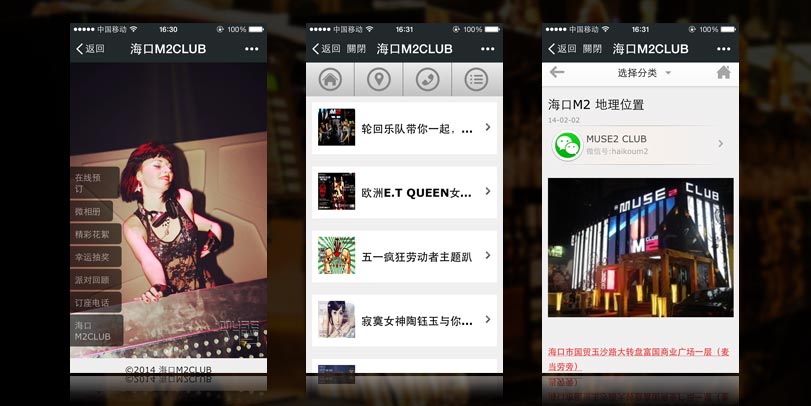 中国移动
16:30
100%
返回
海口M2CLUB
在线预
订
微相册
精彩花絮
幸运抽奖
派对回顾
订座电话
海口
M2CLUB
©2014 海口M2CLUB
中国移动
16:31
100%
返回 關閉
海口M2CLUB
轮回乐队带你一起，...
欧洲E.T QUEEN女...
五一疯狂劳动者主题趴
寂寞女神陶钰玉与你...
中国移动
16:31
100%
返回 關閉
海口M2CLUB
选择分类
海口M2 地理位置
14-02-02
MUSE2 CLUB
微信号:haikoum2
MUSE2 CLUB
CLUB
M2
海口市国贸玉沙路大转盘富国商业广场一层（麦
当劳旁）